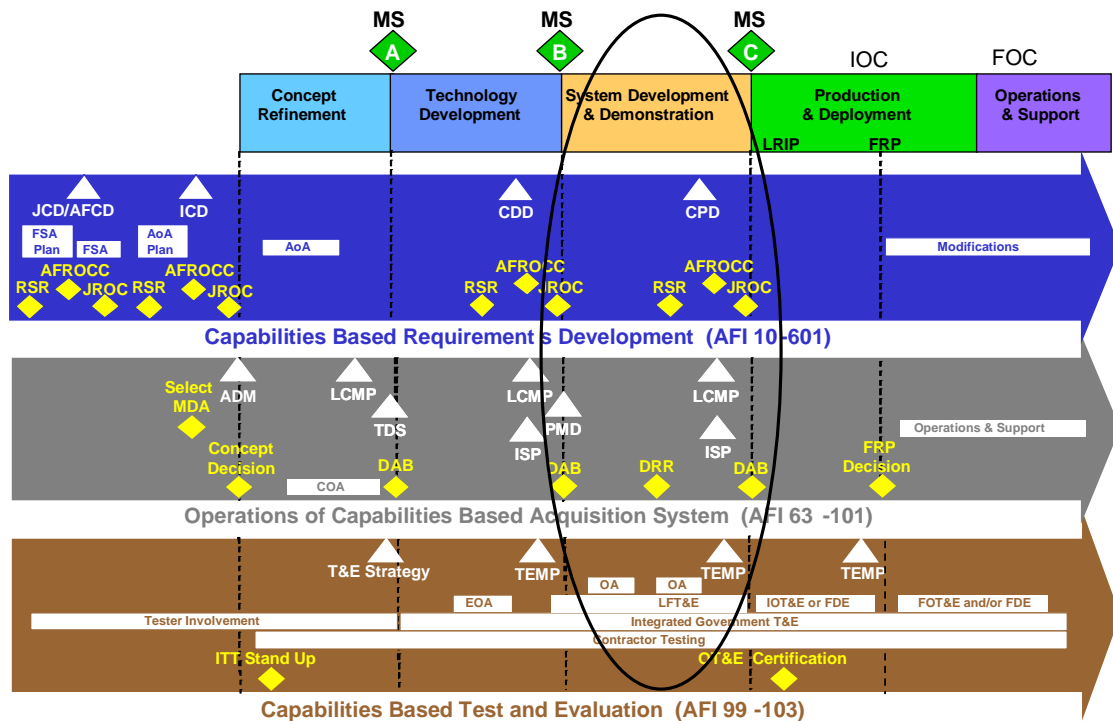 MS
MS
MS
A
B
C
IOC
FOC
Concept
Refinement
Technology
Development
System Development
& Demonstration
Production
& Deployment
Operations
& Support
LRIP
FRP
JCD/AFCD
ICD
CDD
CPD
FSA
Plan
FSA
AoA
Plan
AoA
Modifications
AFROCC
AFROCC
AFROCC
AFROCC
RSR
JROC
RSR
JROC
RSR
JROC
RSR
JROC
Capabilities Based Requirement s Development (AFI 10 -601)
Select
MDA
ADM
LCMP
LCMP
LCMP
TDS
PMD
ISP
ISP
Operations & Support
Concept
Decision
COA
DAB
DAB
DRR
DAB
FRP
Decision
Operations of Capabilities Based Acquisition System (AFI 63 -101)
T&E Strategy
TEMP
TEMP
TEMP
OA
OA
EOA
LFT&E
IOT&E or FDE
FOT&E and/or FDE
Tester Involvement
Integrated Government T&E
Contractor Testing
ITT Stand Up
OT&E Certification
Capabilities Based Test and Evaluation (AFI 99 -103)